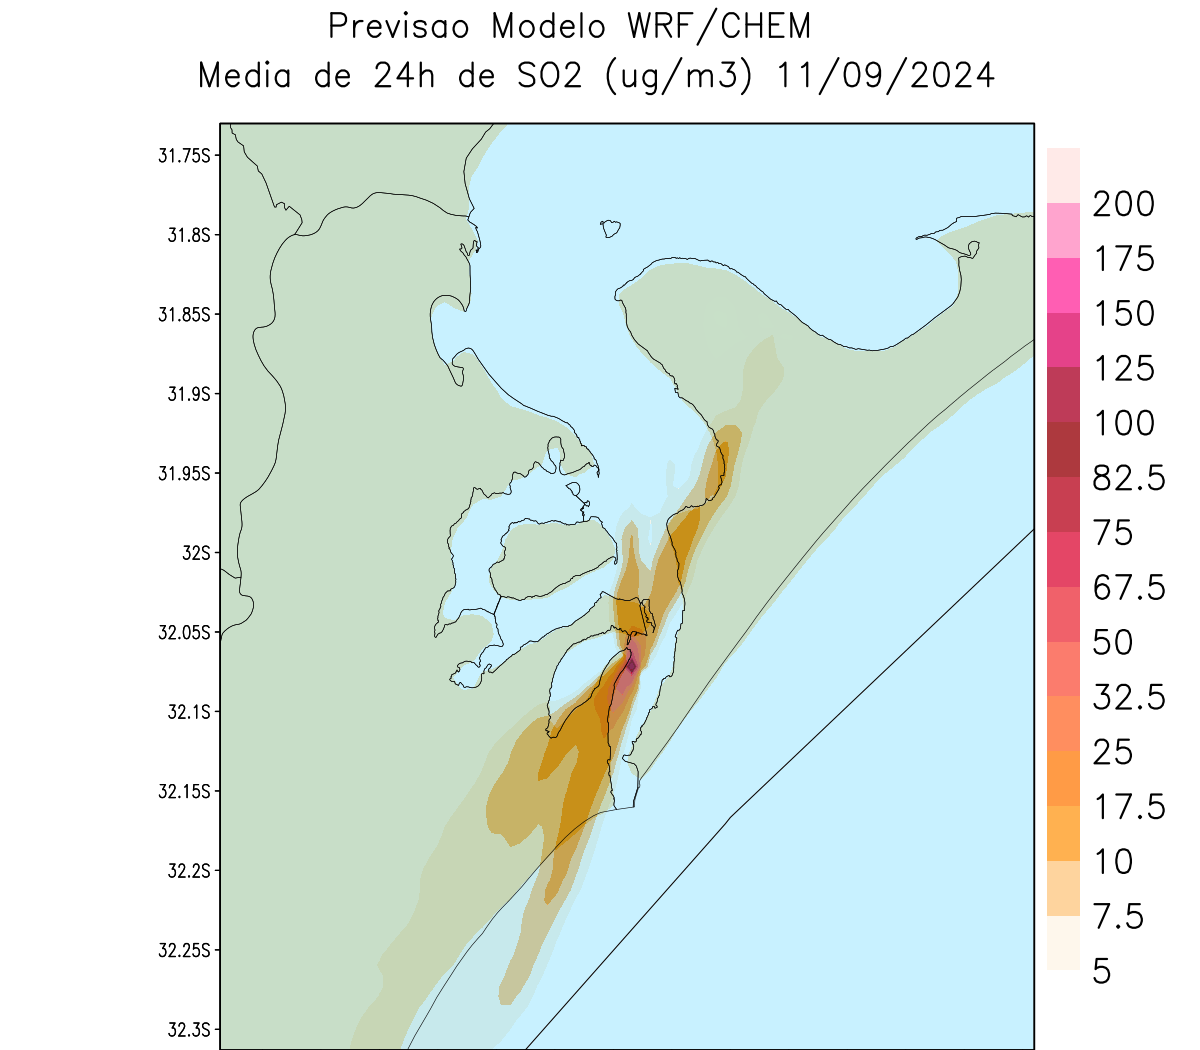 Previsao Modelo WRF/CHEM
Media de 24h de SO2 (ug/m3) 11/09/2024
31.75S
31.8S
31.85S
31.9S
31.95S
32S
32.05S
32.1S
32.15S
32.2S
32.25S
32.3S
200
175
150
125
100
82.5
75
67.5
50
32.5
25
17.5
10
7.5
5